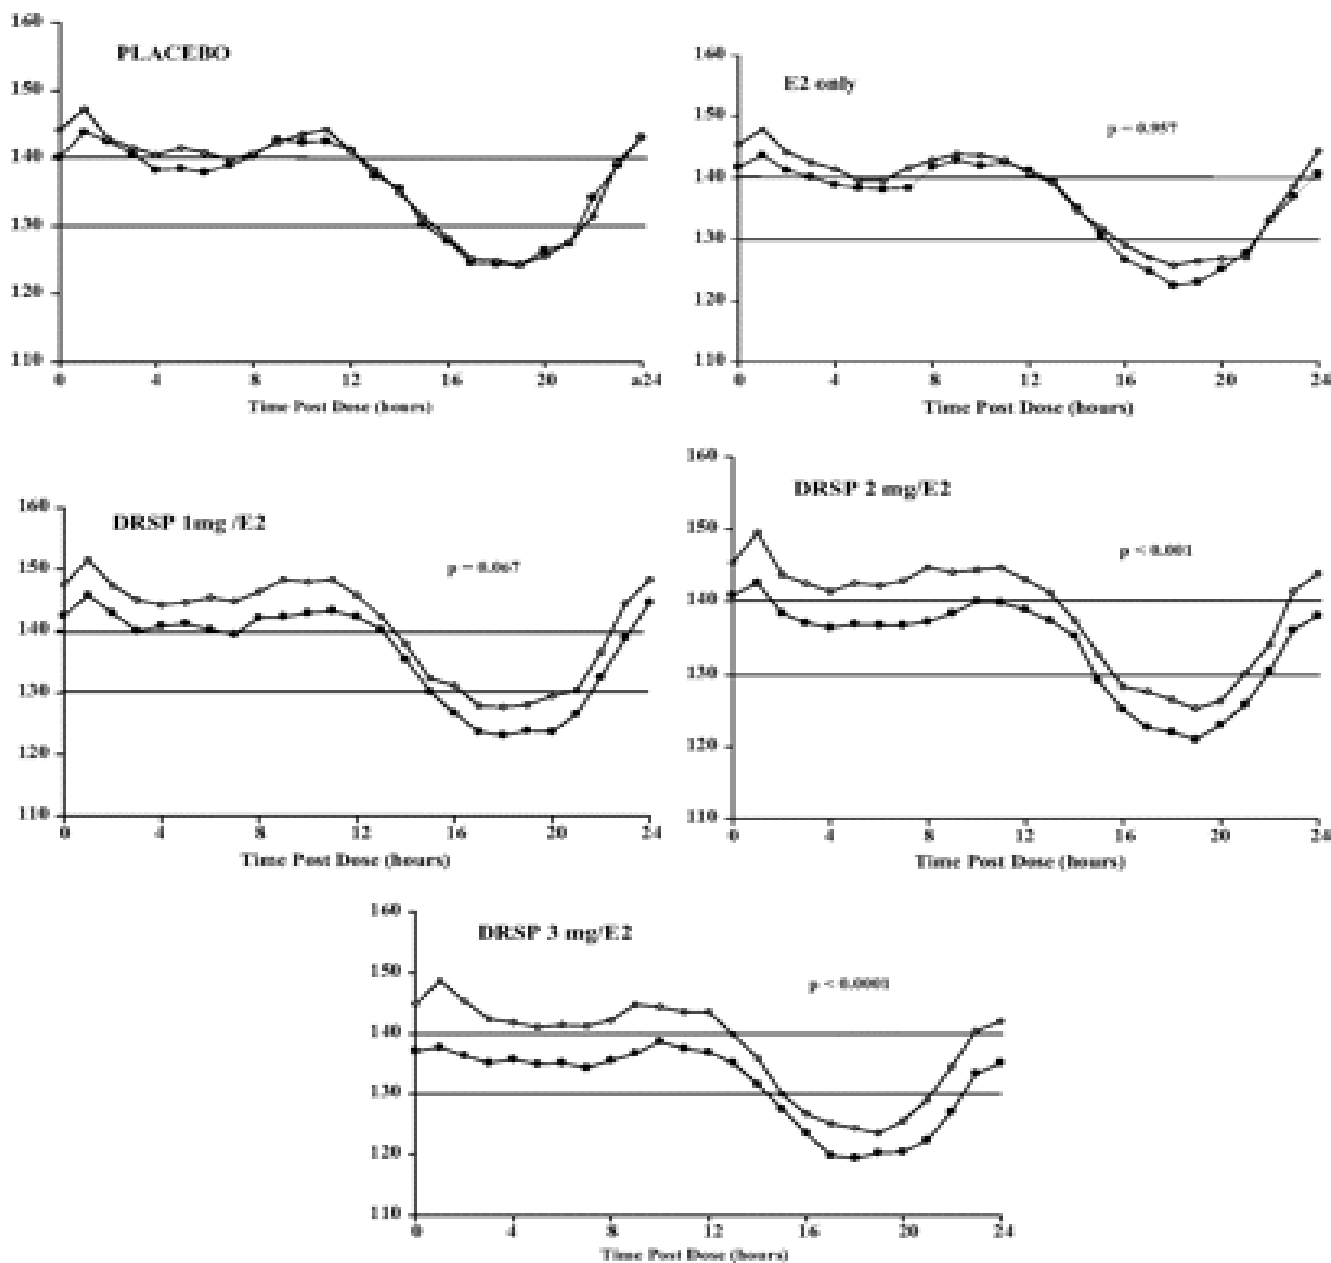 PLACEBO
160
150
140
130
120
110
0 4 8 12 16 20 a24
Time Post Dose (hours)
E2 only
p = 0.957
160
150
140
130
120
110
0 4 8 12 16 20 24
Time Post Dose (hours)
DRSP 1mg /E2
p = 0.067
160
150
140
130
120
110
0 4 8 12 16 20 24
Time Post Dose (hours)
DRSP 2 mg/E2
p < 0.001
160
150
140
130
120
110
0 4 8 12 16 20 24
Time Post Dose (hours)
DRSP 3 mg/E2
p < 0.0001
160
150
140
130
120
110
0 4 8 12 16 20 24
Time Post Dose (hours)